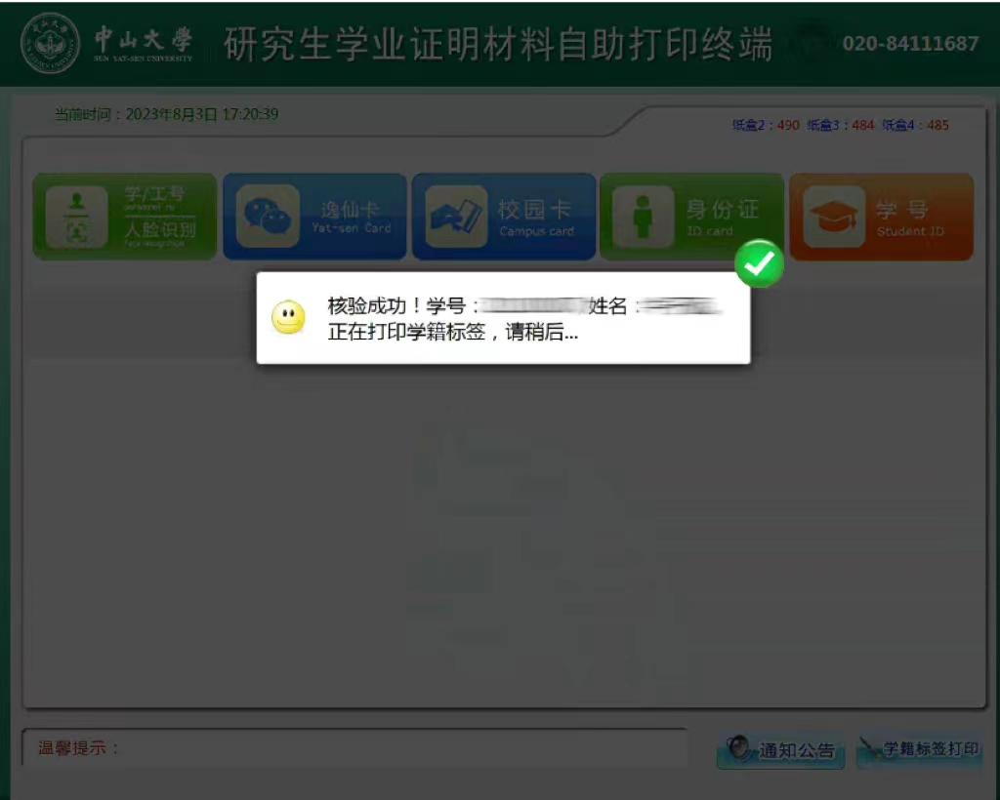 中山大学
SUN YAT-SEN UNIVERSITY
研究生学业证明材料自助打印终端
020-84111687
当前时间：2023年8月3日 17:20:39
纸盒2：490 纸盒3：484 纸盒4：485
学/工号
personnel no
人脸识别
Face recognition
逸仙卡
Yat-sen Card
校园卡
Campus card
身份证
ID card
学号
Student ID
核验成功！学号： 姓名：
正在打印学籍标签，请稍后...
温馨提示：
通知公告
学籍标签打印